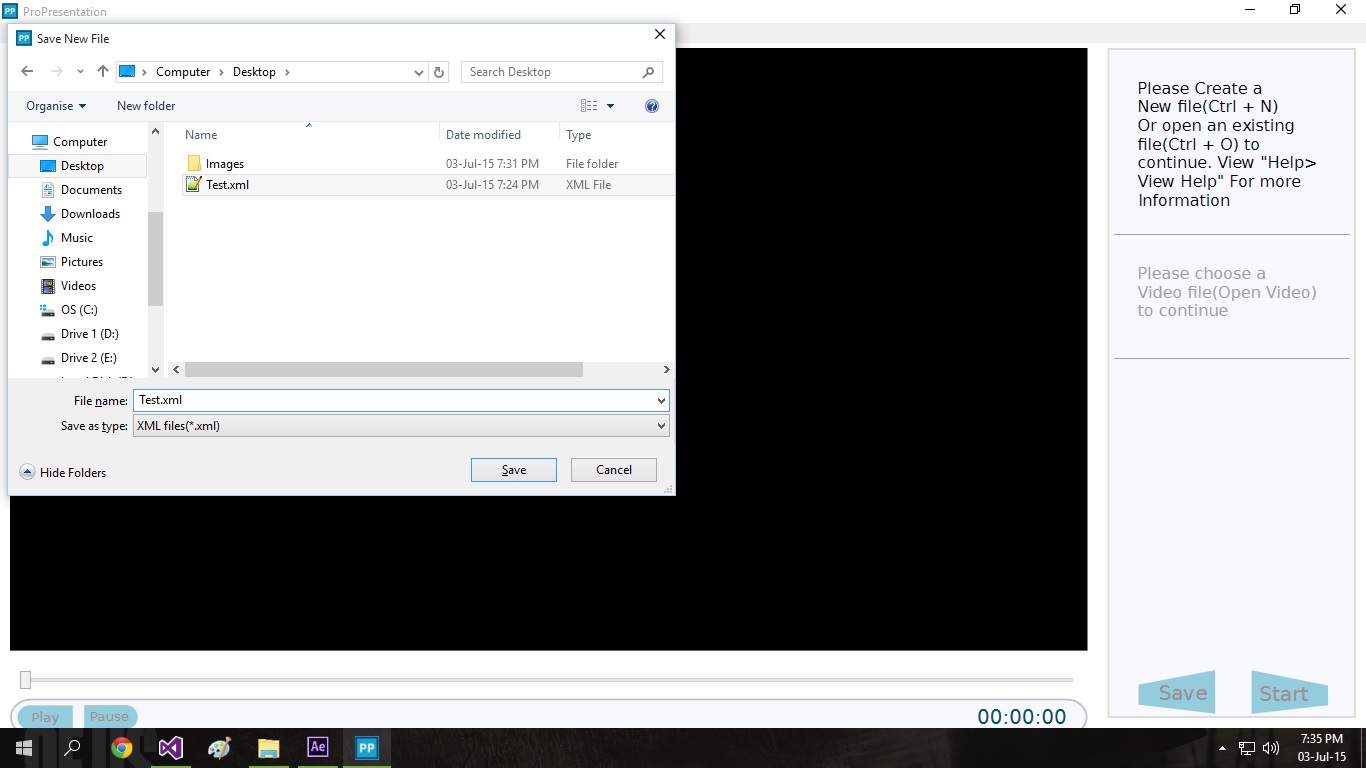 ProPresentation
Save New File
Computer
Desktop
Search Desktop
Organise
New folder
Name
Date modified
Type
Computer
Desktop
Documents
Downloads
Music
Pictures
Videos
OS (C:)
Drive 1 (D:)
Drive 2 (E:)
Images 03-Jul-15 7:31 PM File folder
Test.xml 03-Jul-15 7:24 PM XML File
File name: Test.xml
Save as type: XML files(*.xml)
Hide Folders
Save
Cancel
Please Create a
New file(Ctrl + N)
Or open an existing
file(Ctrl + O) to
continue. View "Help>
View Help" For more
Information
Please choose a
Video file(Open Video)
to continue
Save
Start
Play
Pause
00:00:00
Ae
PP
7:35 PM
03-Jul-15